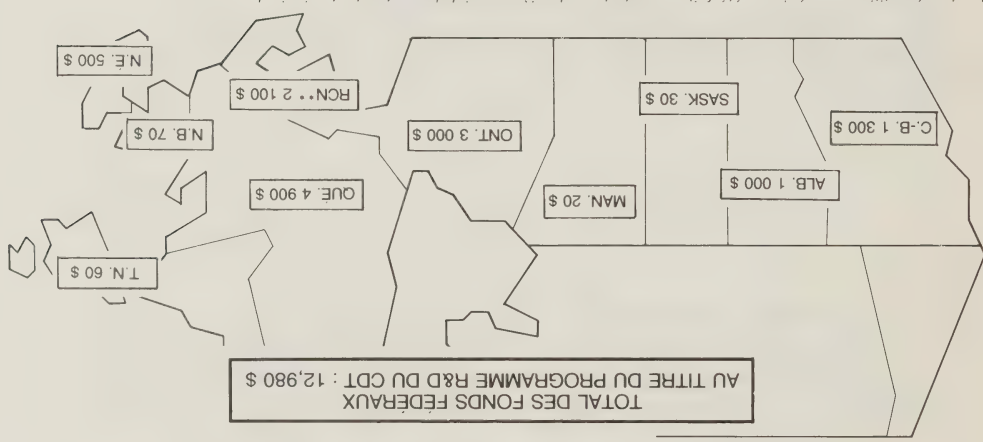 TOTAL DES FONDS FÉDÉRAUX
AU TITRE DU PROGRAMME R&D DU CDT : 12,980 $
T.N. 60 $
C.-B. 1 300 $
ALB. 1 000 $
SASK. 30 $
MAN. 20 $
ONT. 3 000 $
QUÉ. 4 900 $
RCN** 2 100 $
N.B. 70 $
N.É. 500 $